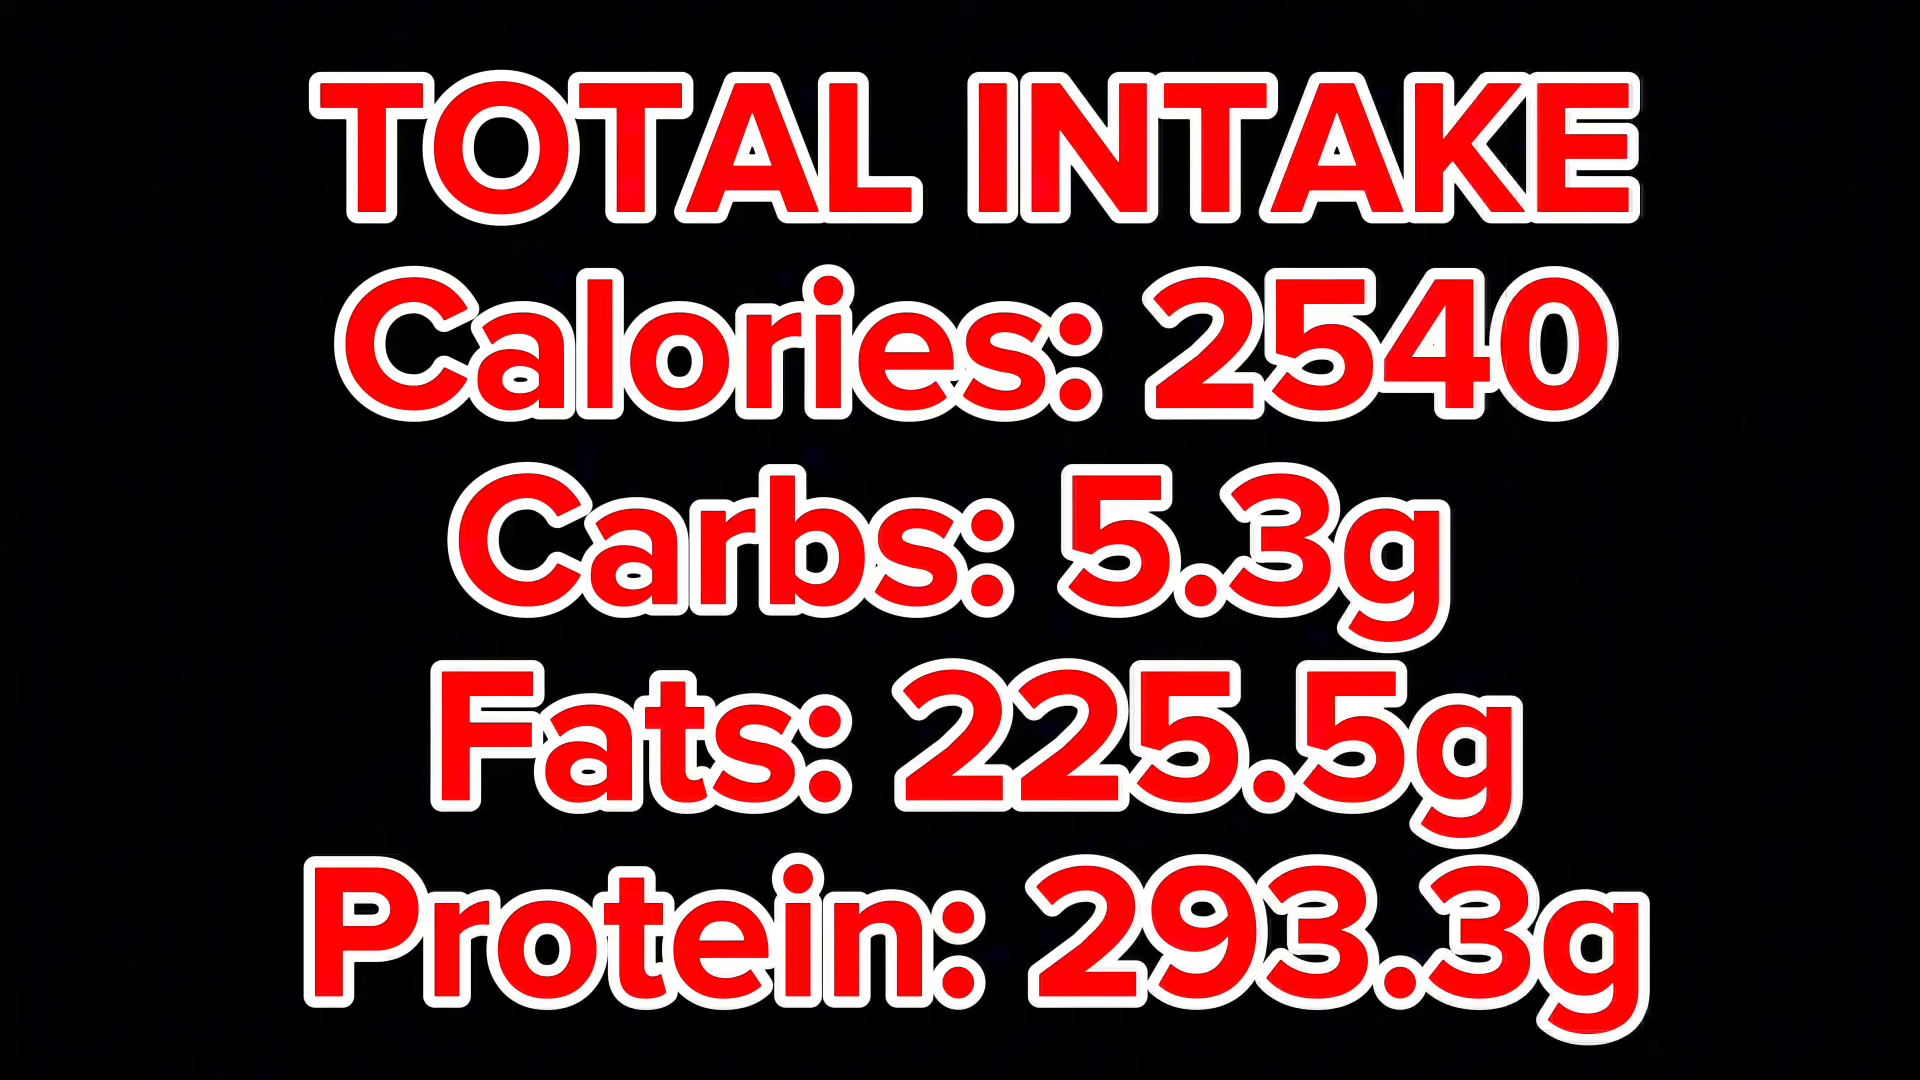 TOTAL INTAKE
Calories: 2540
Carbs: 5.3g
Fats: 225.5g
Protein: 293.3g